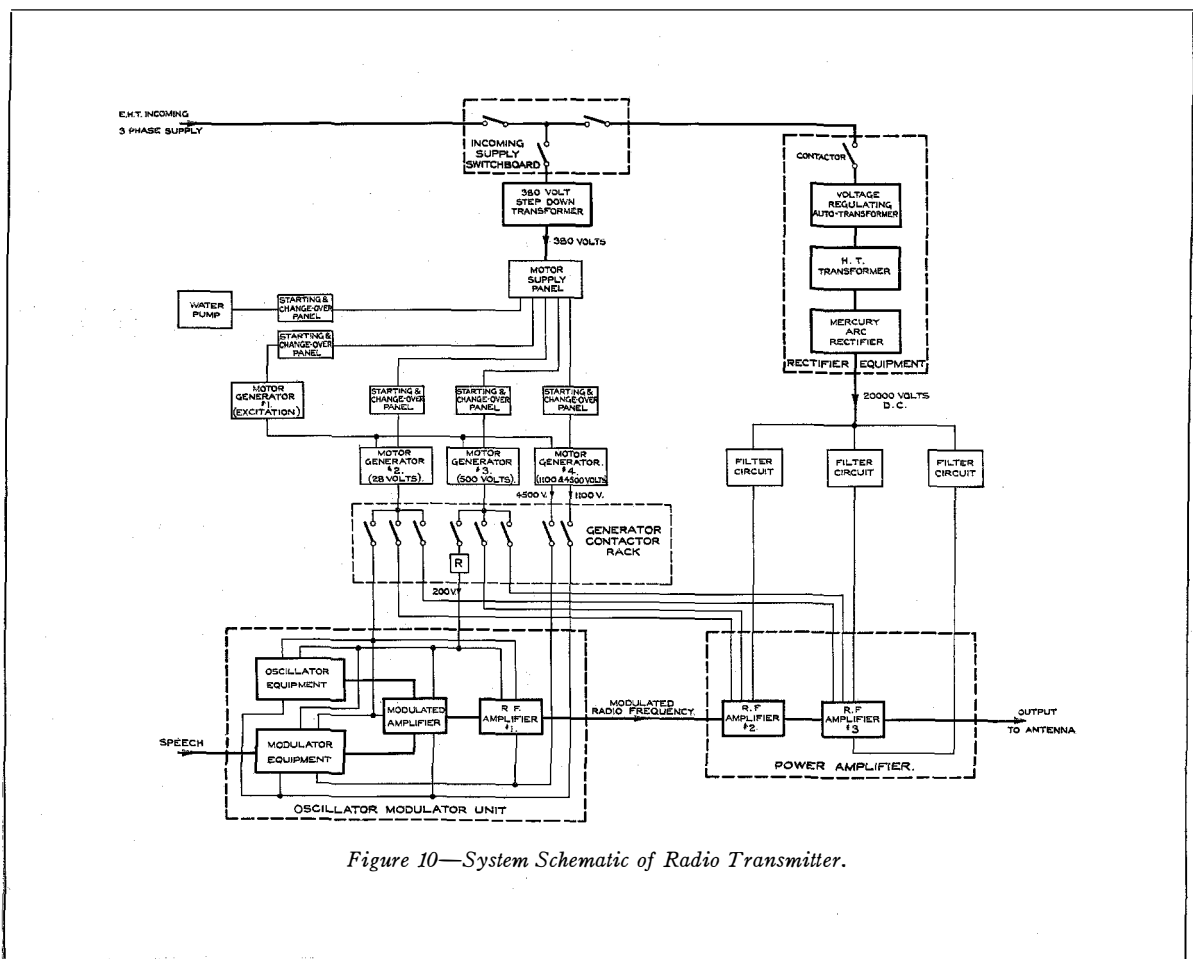 E.H.T. INCOMING
3 PHASE SUPPLY
INCOMING
SUPPLY
SWITCHBOARD
CONTACTOR
380 VOLT
STEP DOWN
TRANSFORMER
VOLTAGE
REGULATING
AUTO-TRANSFORMER
380 VOLTS
H. T.
TRANSFORMER
MOTOR
SUPPLY
PANEL
WATER
PUMP
STARTING &
CHANGE-OVER
PANEL
MERCURY
ARC
RECTIFIER
STARTING &
CHANGE-OVER
PANEL
RECTIFIER EQUIPMENT
MOTOR
GENERATOR
#1.
(EXCITATION)
STARTING &
CHANGE-OVER
PANEL
STARTING &
CHANGE-OVER
PANEL
STARTING &
CHANGE-OVER
PANEL
20000 VOLTS
D.C.
MOTOR
GENERATOR
#2.
(28 VOLTS).
MOTOR
GENERATOR
#3.
(500 VOLTS)
MOTOR
GENERATOR.
#4.
(1100 & 4500 VOLTS)
FILTER
CIRCUIT
FILTER
CIRCUIT
FILTER
CIRCUIT
4500 V.
1100 V.
GENERATOR
CONTACTOR
RACK
R
200 V.
OSCILLATOR
EQUIPMENT
MODULATED
AMPLIFIER
R.F.
AMPLIFIER
#1.
MODULATED
RADIO FREQUENCY.
R.F
AMPLIFIER
#2.
R.F
AMPLIFIER
#3
OUTPUT
TO ANTENNA
SPEECH
MODULATOR
EQUIPMENT
POWER AMPLIFIER.
OSCILLATOR MODULATOR UNIT
Figure 10—System Schematic of Radio Transmitter.